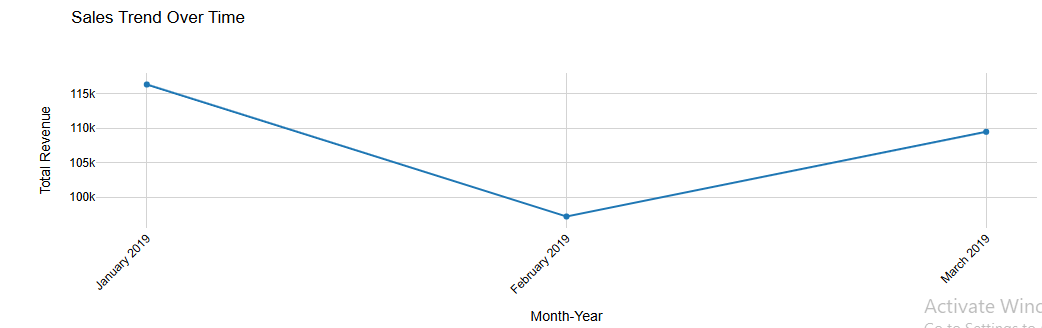 Sales Trend Over Time
115k
110k
105k
100k
Total Revenue
January 2019
February 2019
March 2019
Month-Year
Activate Wind